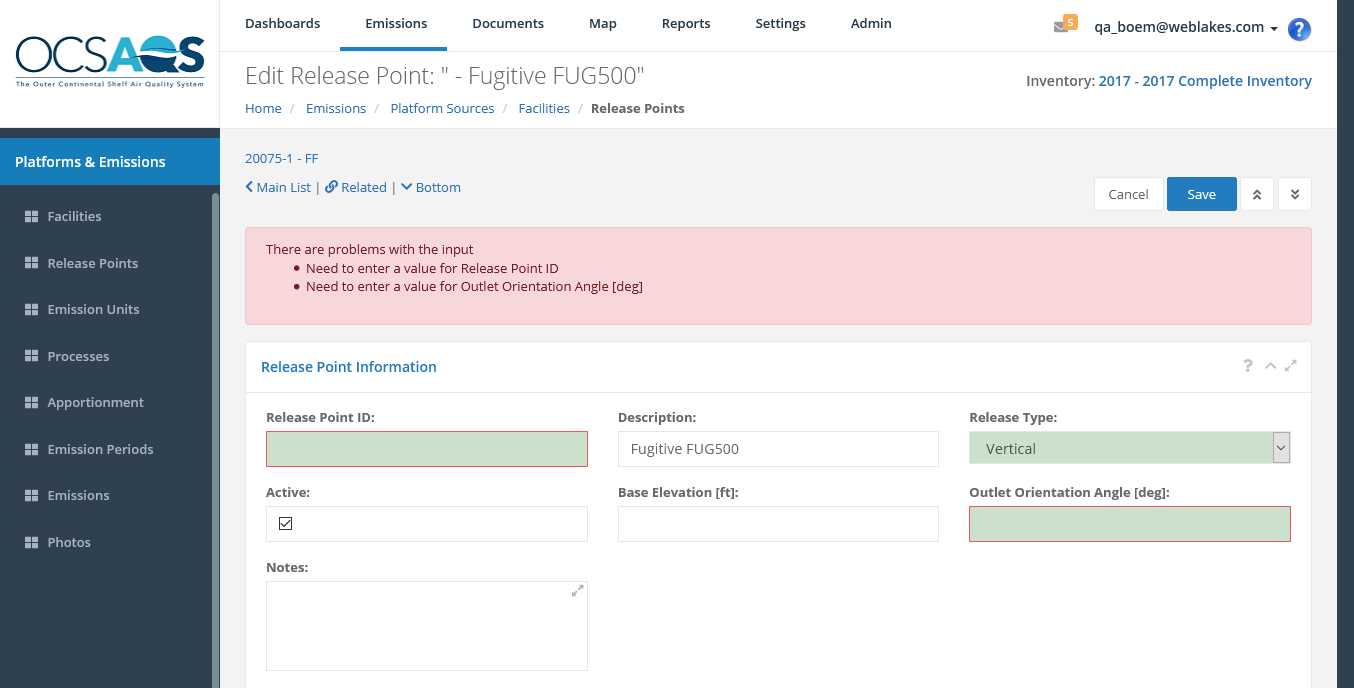 OCSAQS
The Outer Continental Shelf Air Quality System
Dashboards Emissions Documents Map Reports Settings Admin
5 qa_boem@weblakes.com ?
Edit Release Point: " - Fugitive FUG500"
Inventory: 2017 - 2017 Complete Inventory
Home / Emissions / Platform Sources / Facilities / Release Points
Platforms & Emissions
Facilities
Release Points
Emission Units
Processes
Apportionment
Emission Periods
Emissions
Photos
20075-1 - FF
Main List | Related | Bottom
Cancel Save
There are problems with the input
• Need to enter a value for Release Point ID
• Need to enter a value for Outlet Orientation Angle [deg]
Release Point Information ?
Release Point ID: Description: Release Type:
Fugitive FUG500 Vertical
Active: Base Elevation [ft]: Outlet Orientation Angle [deg]:
Notes: